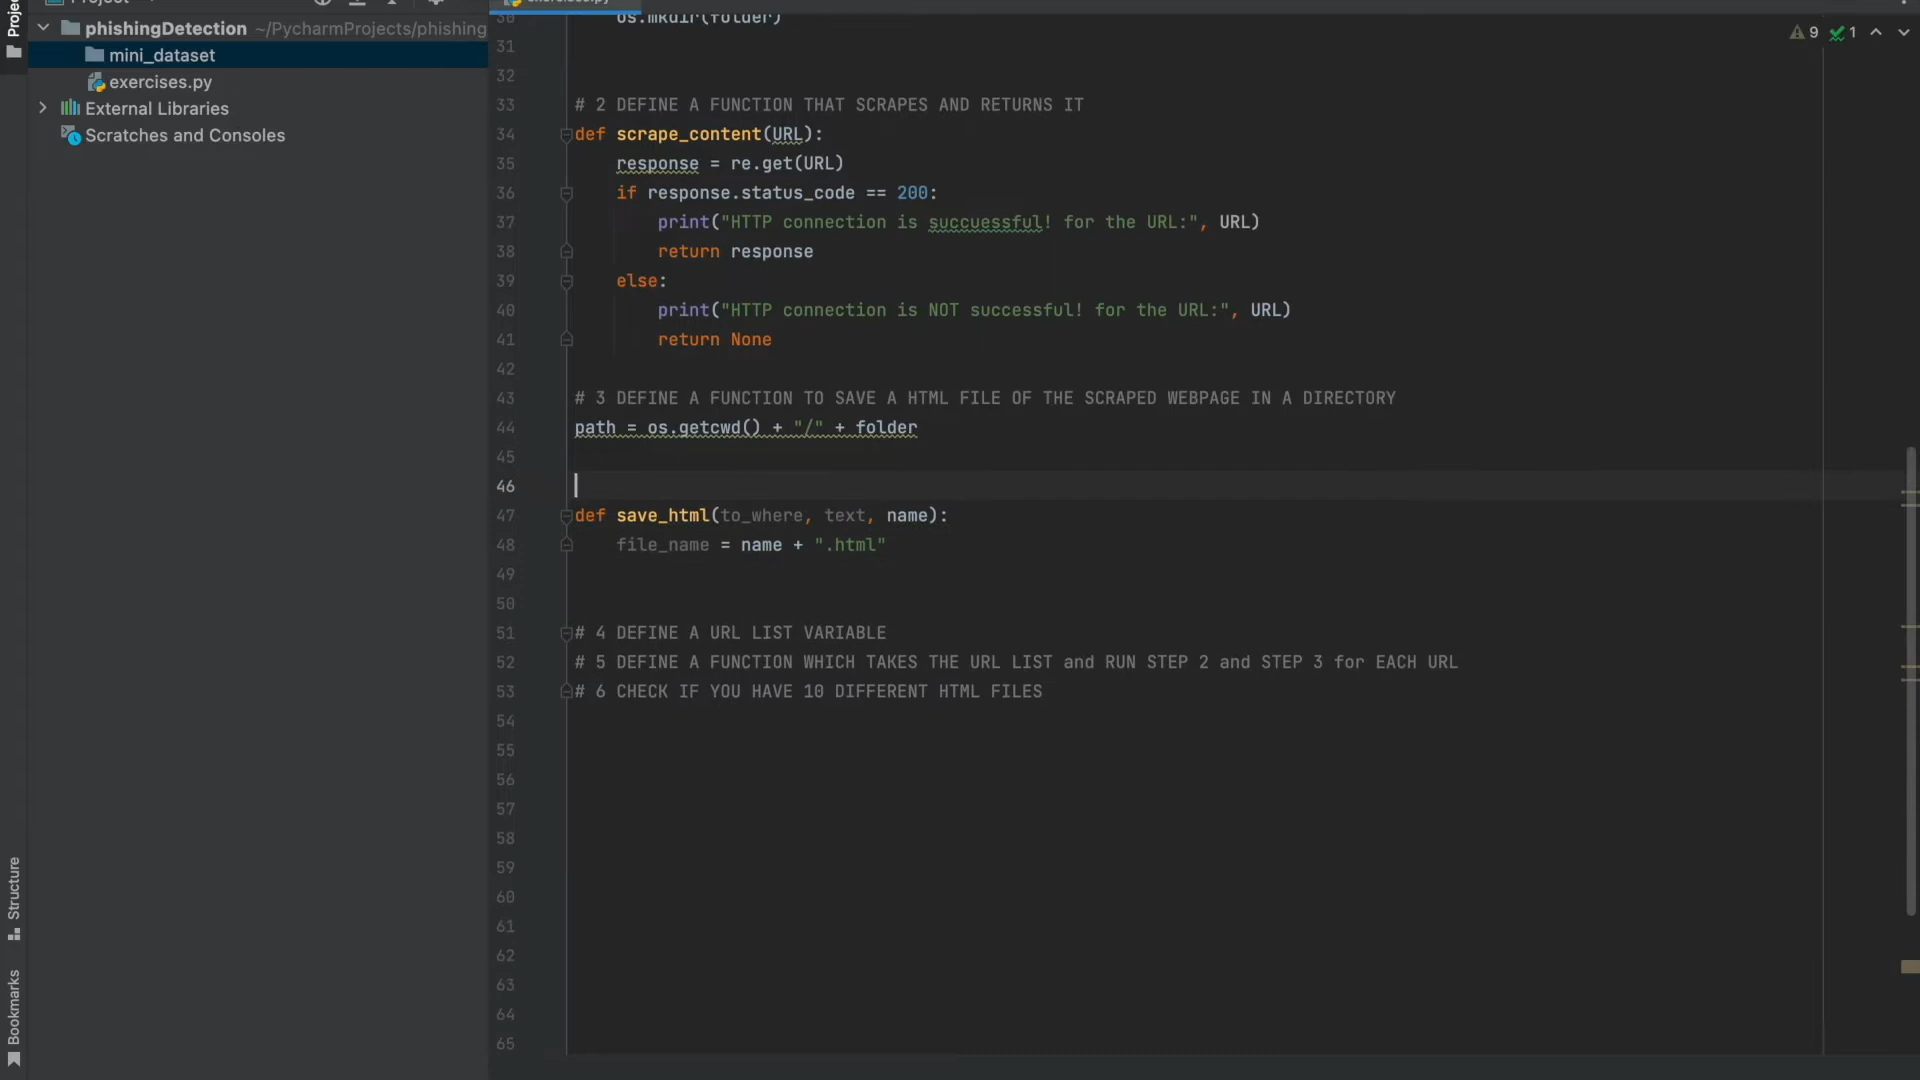 Project
phishingDetection ~/PycharmProjects/phishing
mini_dataset
exercises.py
External Libraries
Scratches and Consoles
Structure
Bookmarks
exercises.py
9 1
30 os.mkdir(folder)
31
32
33 # 2 DEFINE A FUNCTION THAT SCRAPES AND RETURNS IT
34 def scrape_content(URL):
35 response = re.get(URL)
36 if response.status_code == 200:
37 print("HTTP connection is succuessful! for the URL:", URL)
38 return response
39 else:
40 print("HTTP connection is NOT successful! for the URL:", URL)
41 return None
42
43 # 3 DEFINE A FUNCTION TO SAVE A HTML FILE OF THE SCRAPED WEBPAGE IN A DIRECTORY
44 path = os.getcwd() + "/" + folder
45
46
47 def save_html(to_where, text, name):
48 file_name = name + ".html"
49
50
51 # 4 DEFINE A URL LIST VARIABLE
52 # 5 DEFINE A FUNCTION WHICH TAKES THE URL LIST and RUN STEP 2 and STEP 3 for EACH URL
53 # 6 CHECK IF YOU HAVE 10 DIFFERENT HTML FILES
54
55
56
57
58
59
60
61
62
63
64
65